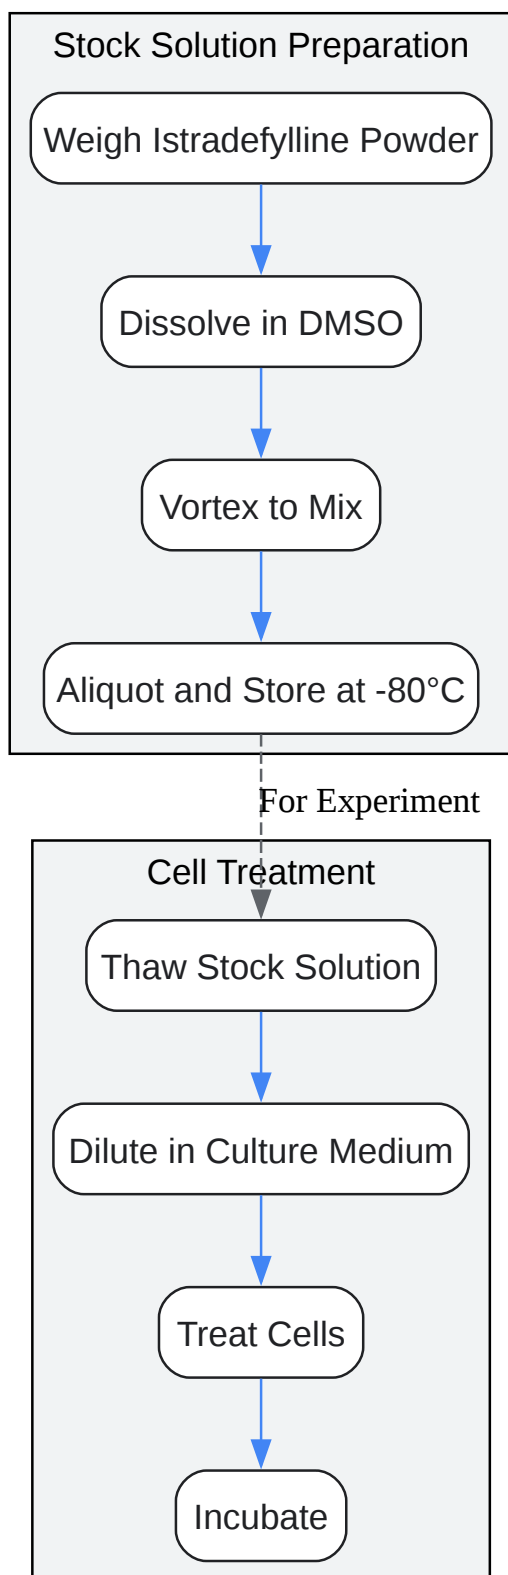 Stock Solution Preparation
Weigh Istradefylline Powder
Dissolve in DMSO
Vortex to Mix
Aliquot and Store at -80°C
For Experiment
Cell Treatment
Thaw Stock Solution
Dilute in Culture Medium
Treat Cells
Incubate